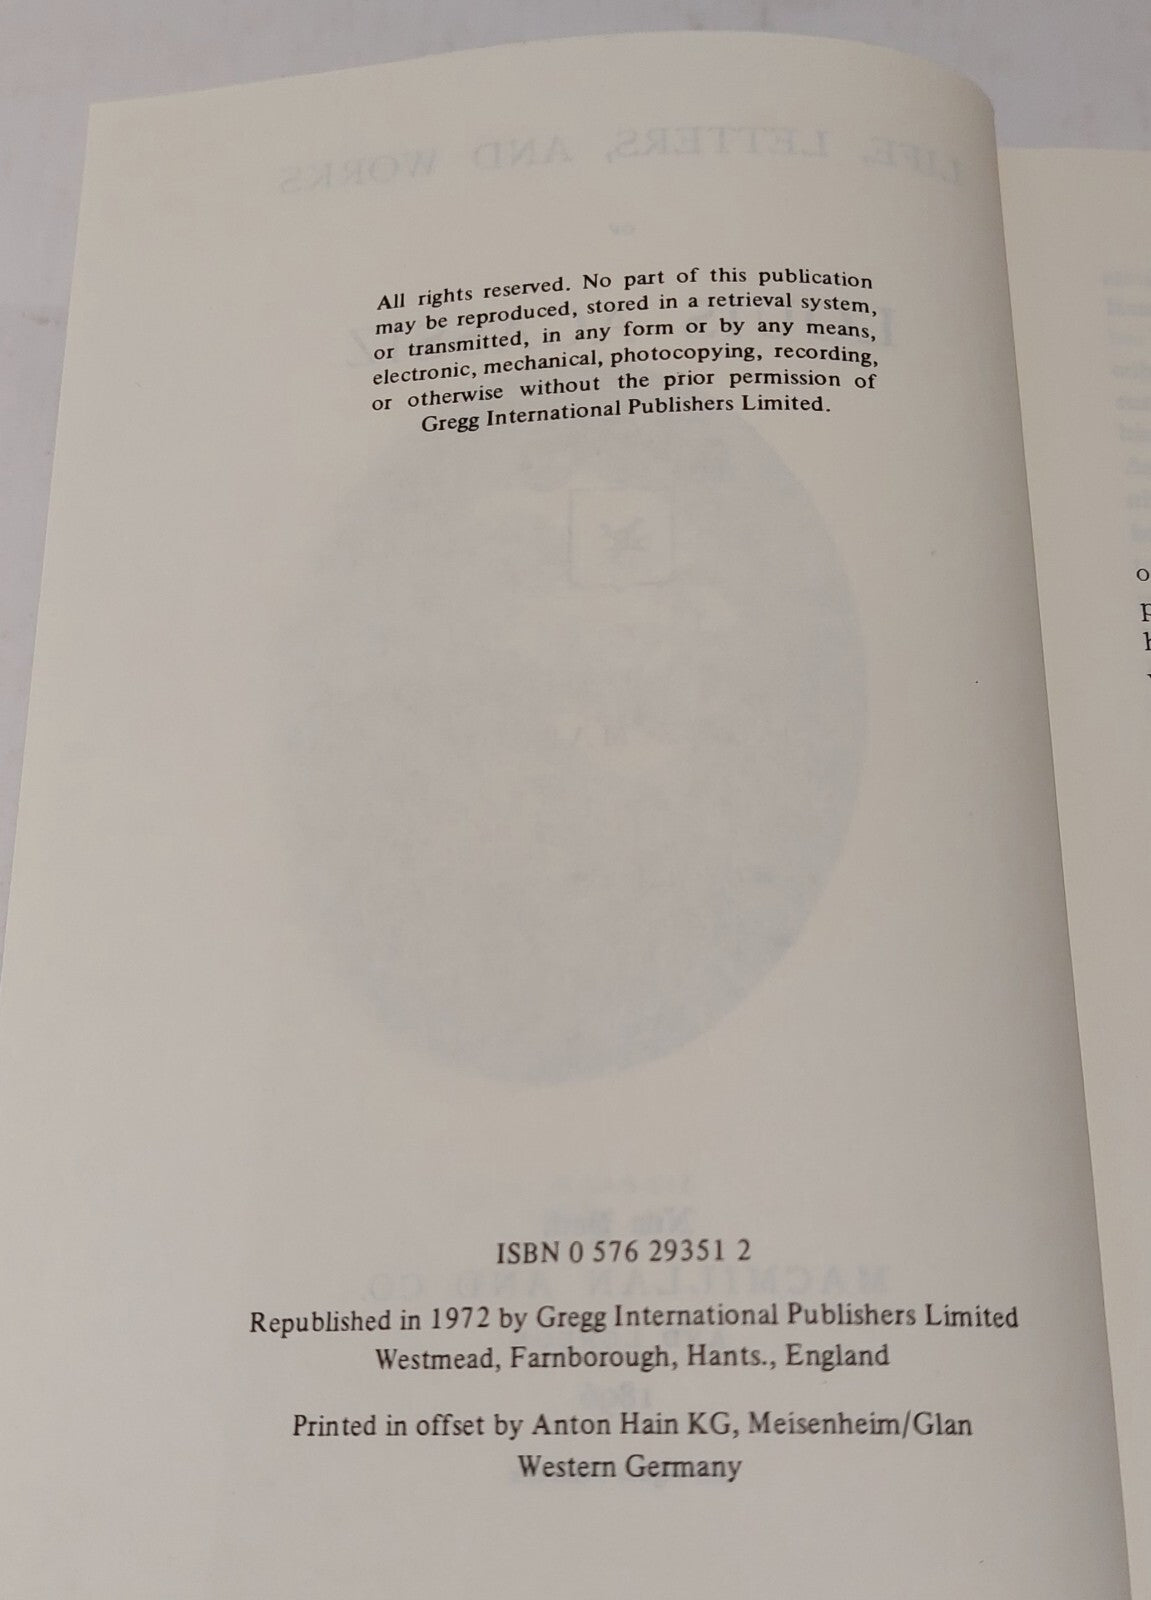 All rights reserved. No part of this publication
may be reproduced, stored in a retrieval system,
or transmitted, in any form or by any means,
electronic, mechanical, photocopying, recording,
or otherwise without the prior permission of
Gregg International Publishers Limited.
ISBN 0 576 29351 2
Republished in 1972 by Gregg International Publishers Limited
Westmead, Farnborough, Hants., England
Printed in offset by Anton Hain KG, Meisenheim/Glan
Western Germany